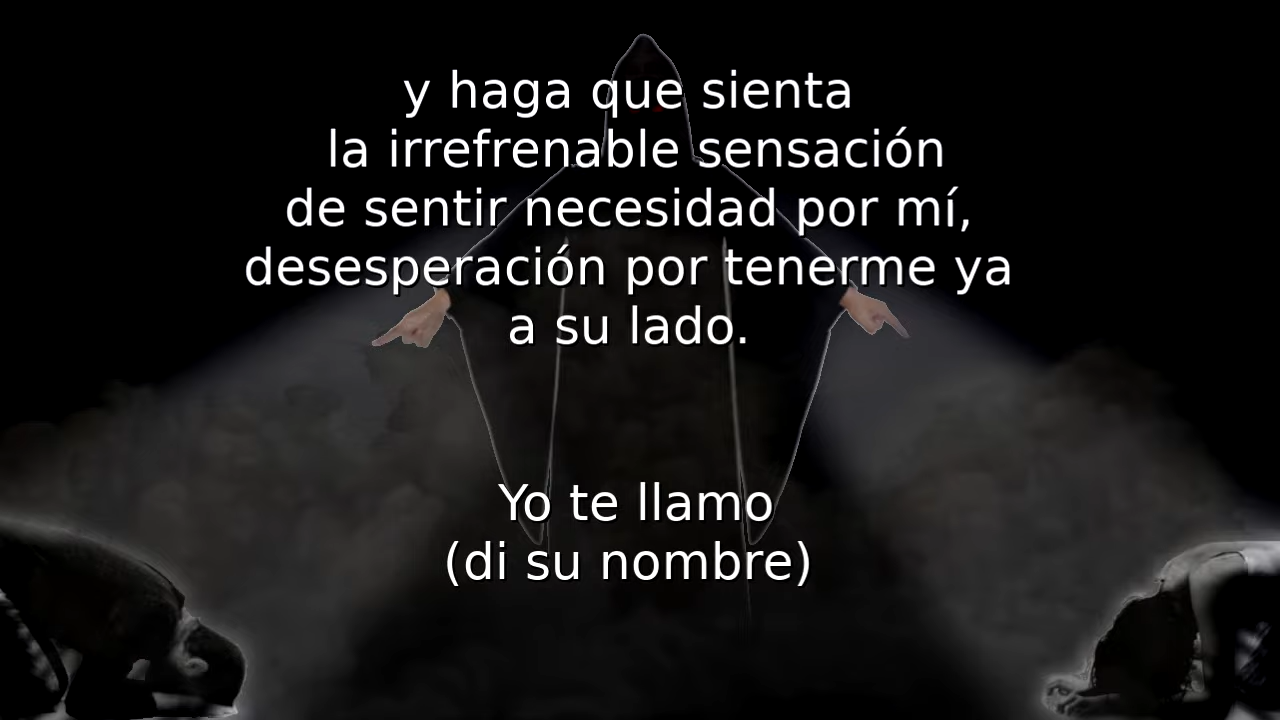 y haga que sienta
la irrefrenable sensación
de sentir necesidad por mí,
desesperación por tenerme ya
a su lado.
Yo te llamo
(di su nombre)